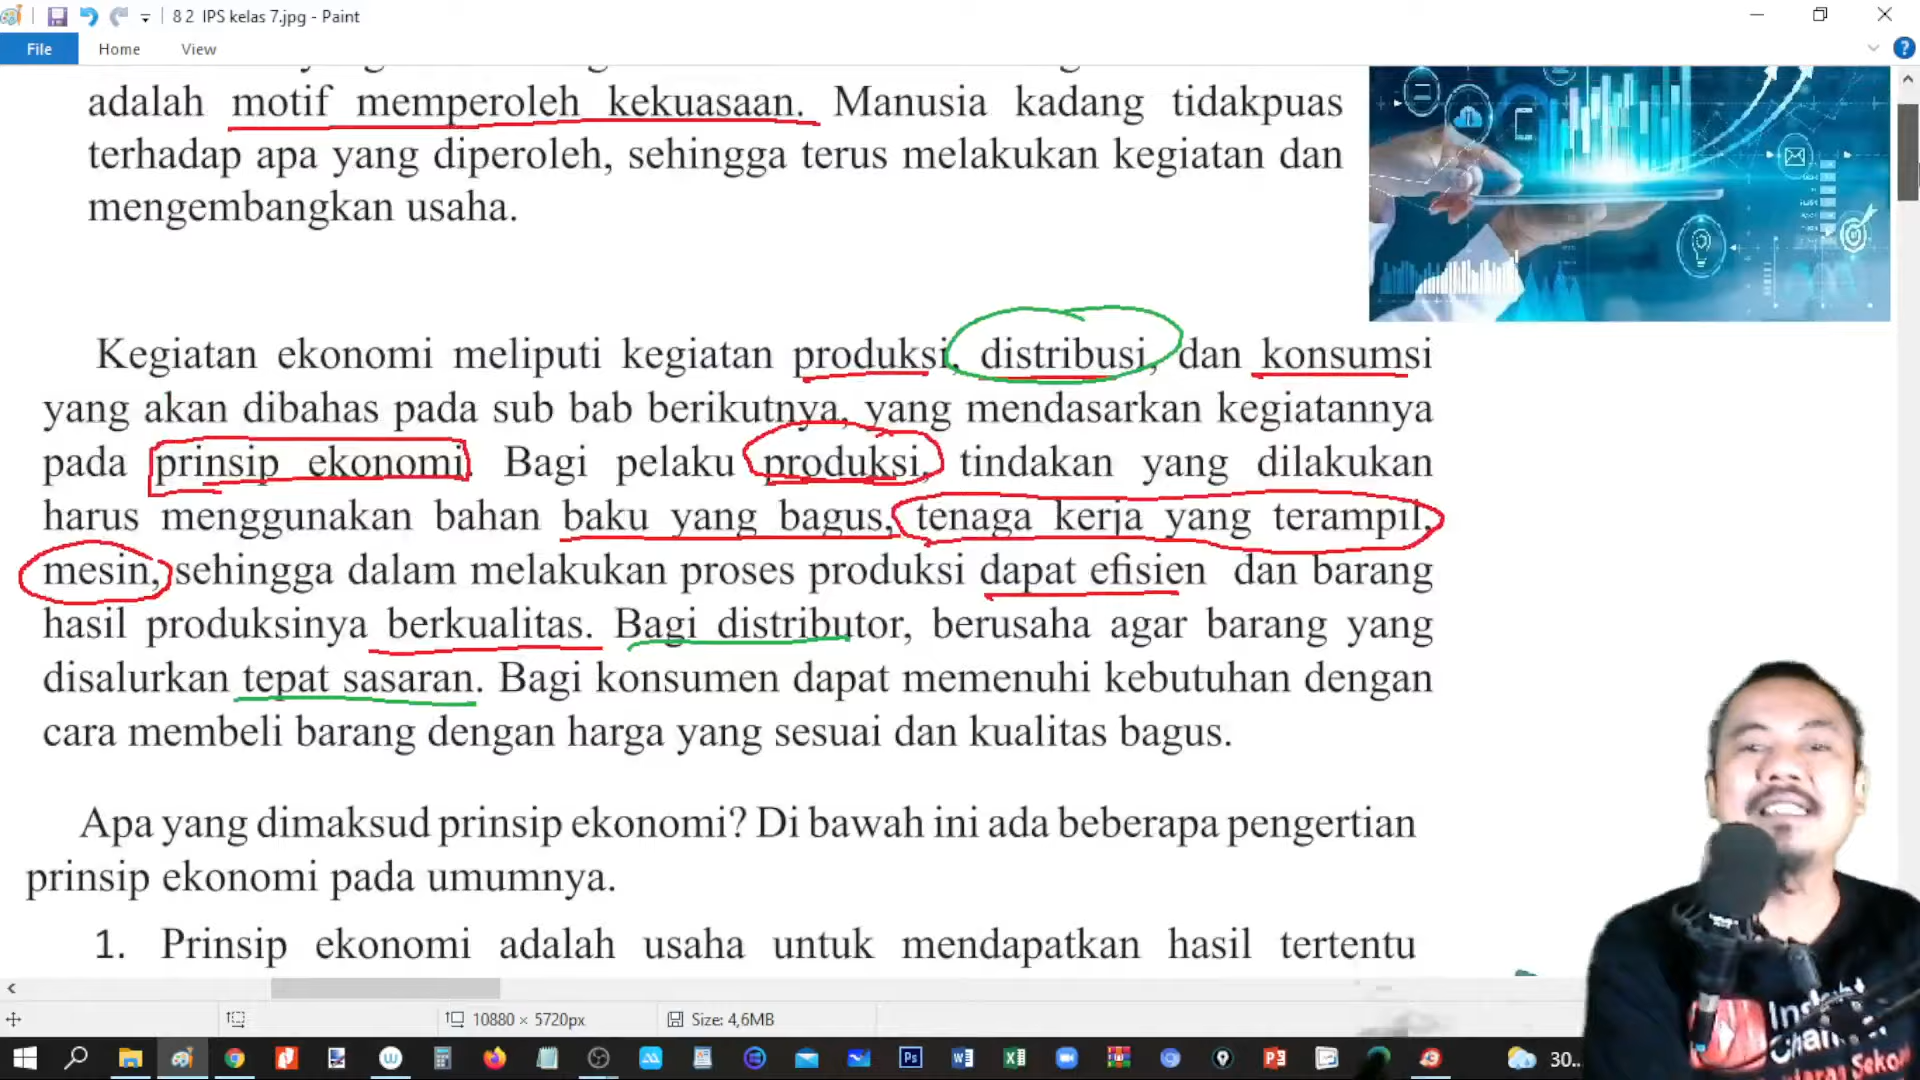 8 2 IPS kelas 7.jpg - Paint
File Home View
adalah motif memperoleh kekuasaan. Manusia kadang tidakpuas
terhadap apa yang diperoleh, sehingga terus melakukan kegiatan dan
mengembangkan usaha.
Kegiatan ekonomi meliputi kegiatan produksi, distribusi, dan konsumsi
yang akan dibahas pada sub bab berikutnya, yang mendasarkan kegiatannya
pada prinsip ekonomi. Bagi pelaku produksi, tindakan yang dilakukan
harus menggunakan bahan baku yang bagus, tenaga kerja yang terampil,
mesin, sehingga dalam melakukan proses produksi dapat efisien dan barang
hasil produksinya berkualitas. Bagi distributor, berusaha agar barang yang
disalurkan tepat sasaran. Bagi konsumen dapat memenuhi kebutuhan dengan
cara membeli barang dengan harga yang sesuai dan kualitas bagus.
Apa yang dimaksud prinsip ekonomi? Di bawah ini ada beberapa pengertian
prinsip ekonomi pada umumnya.
1. Prinsip ekonomi adalah usaha untuk mendapatkan hasil tertentu
10880 × 5720px Size: 4,6MB
30...